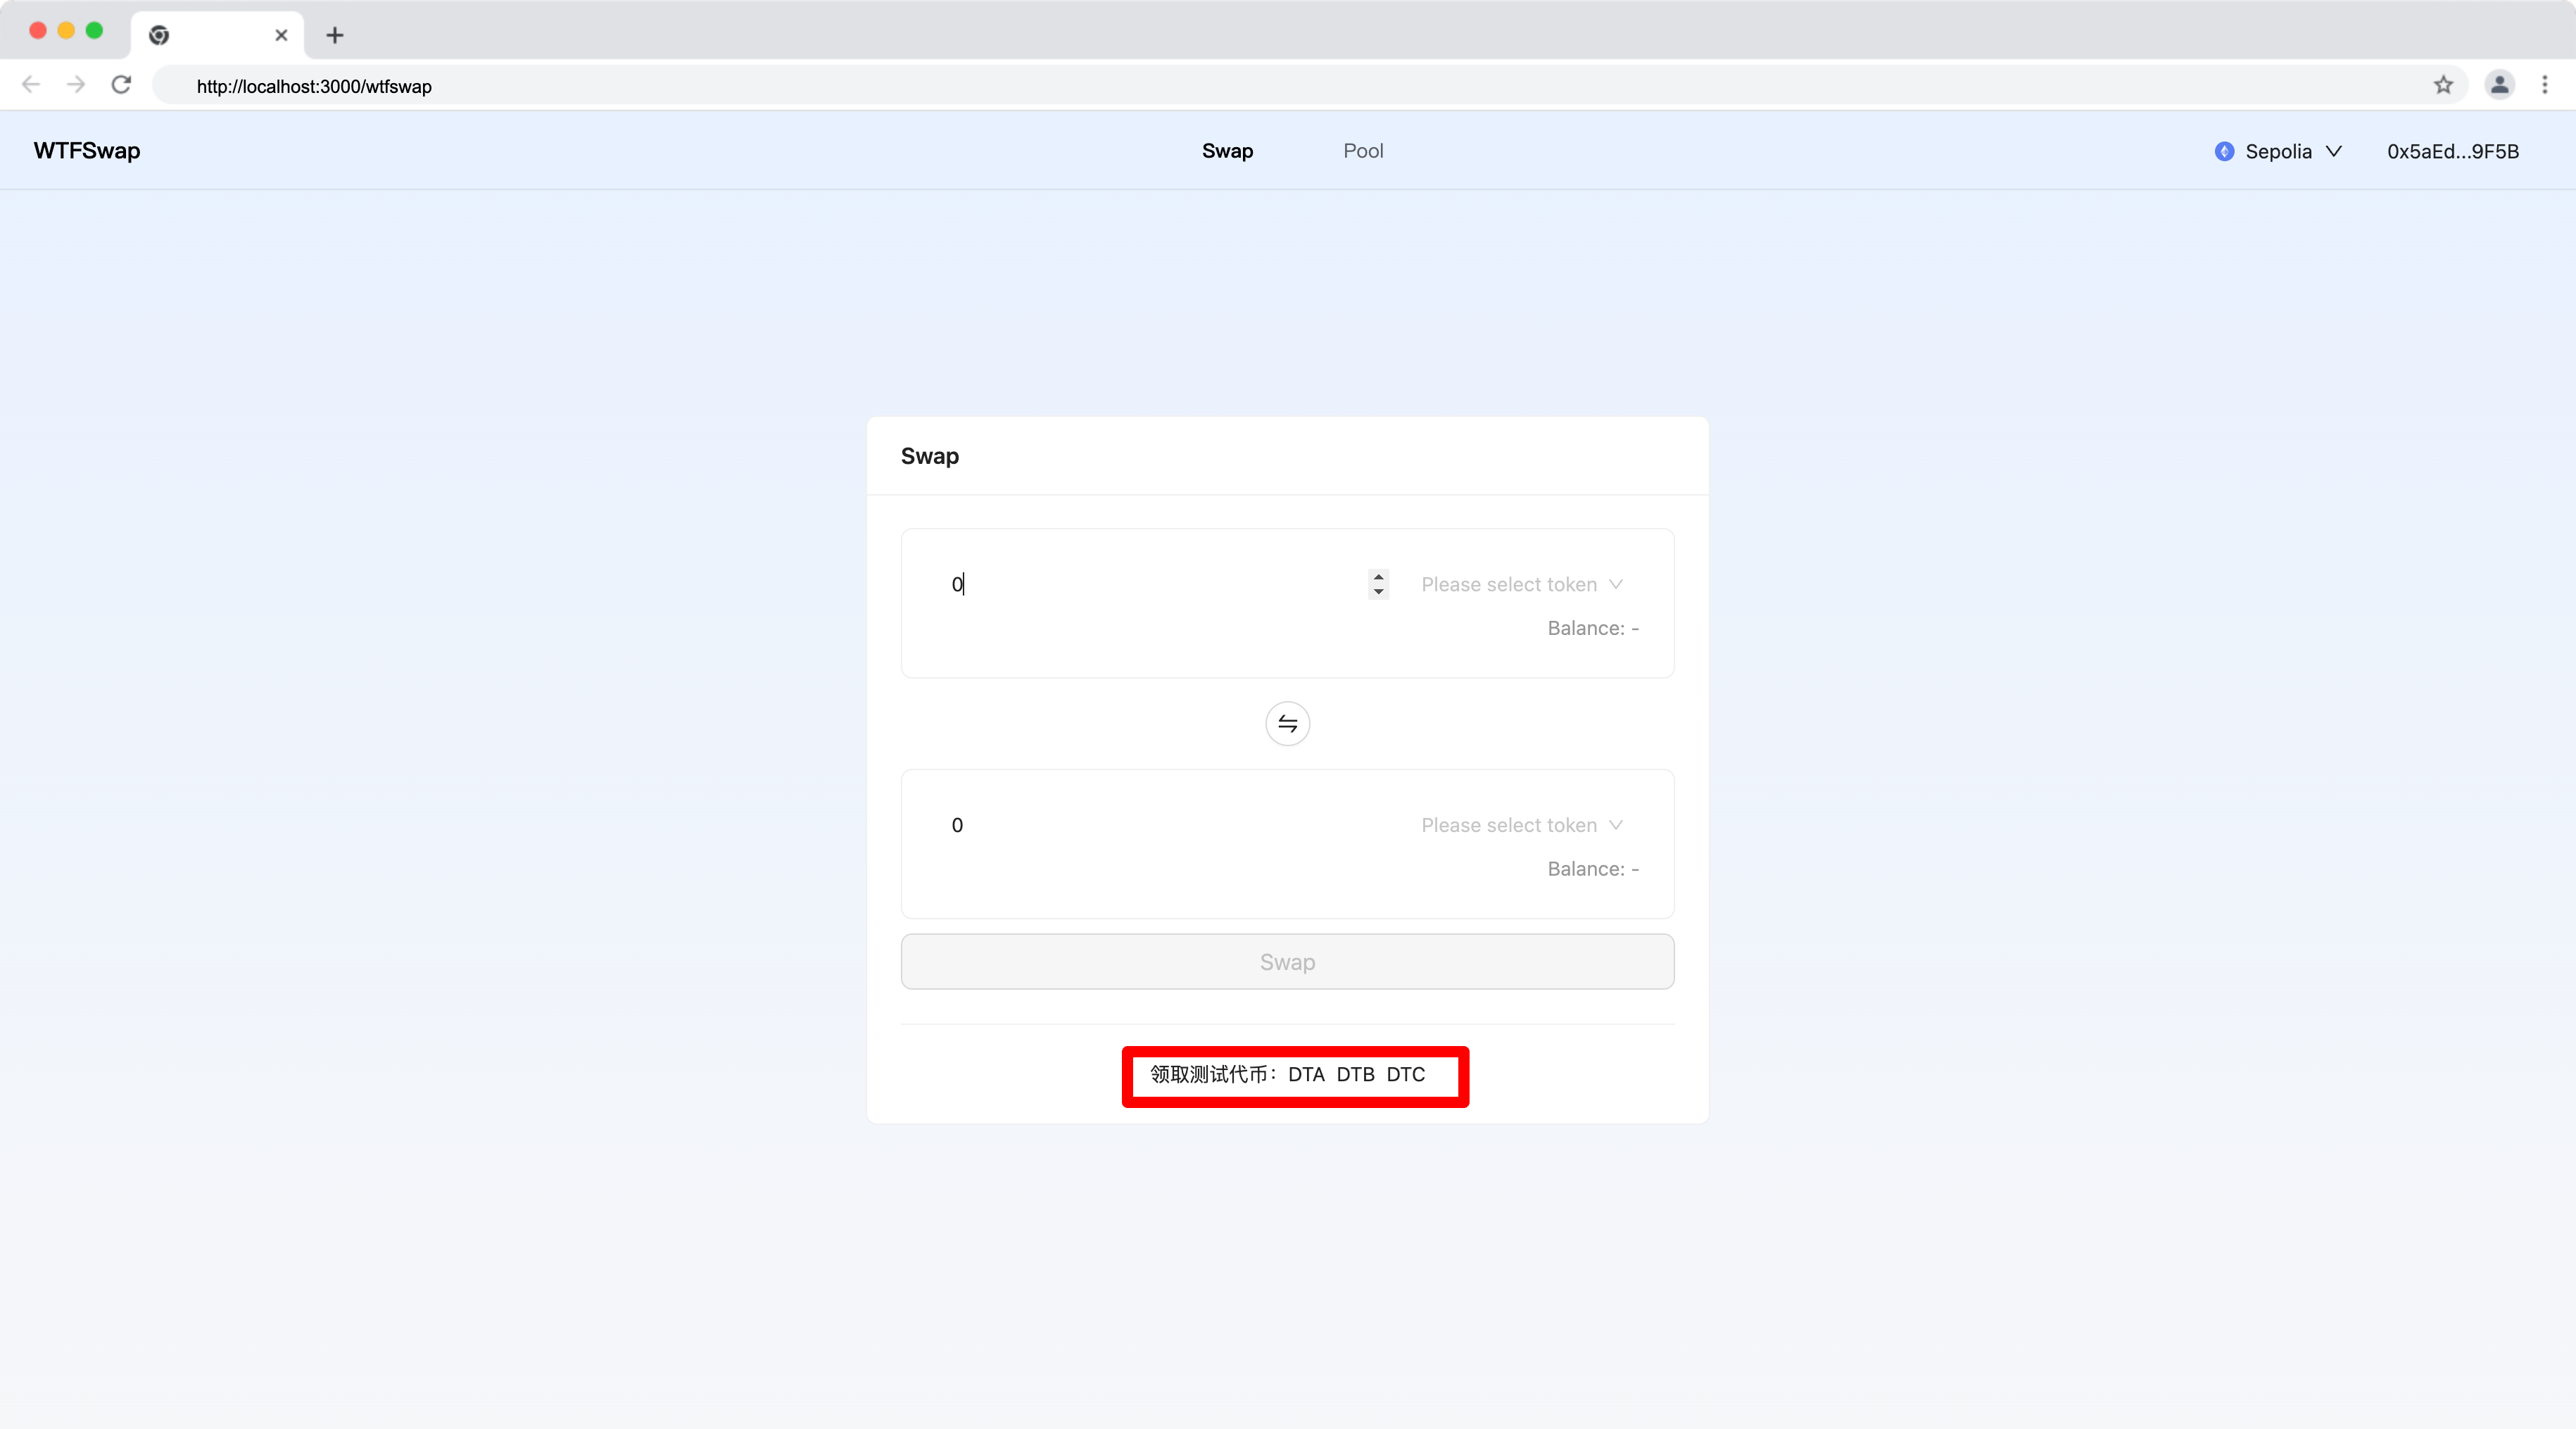 http://localhost:3000/wtfswap
WTFSwap
Swap
Pool
Sepolia
0x5aEd...9F5B
Swap
0
Please select token
Balance: -
0
Please select token
Balance: -
Swap
领取测试代币：DTA DTB DTC